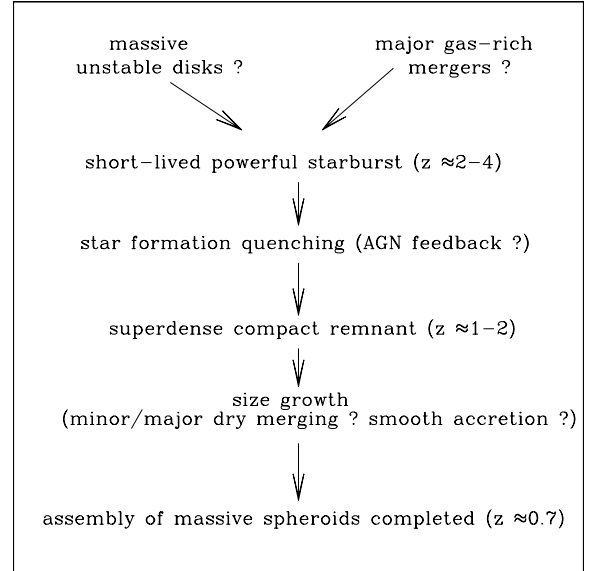 massive
unstable disks ?
major gas-rich
mergers ?
short-lived powerful starburst (z ≈2-4)
star formation quenching (AGN feedback ?)
superdense compact remnant (z ≈1-2)
size growth
(minor/major dry merging ? smooth accretion ?)
assembly of massive spheroids completed (z ≈0.7)